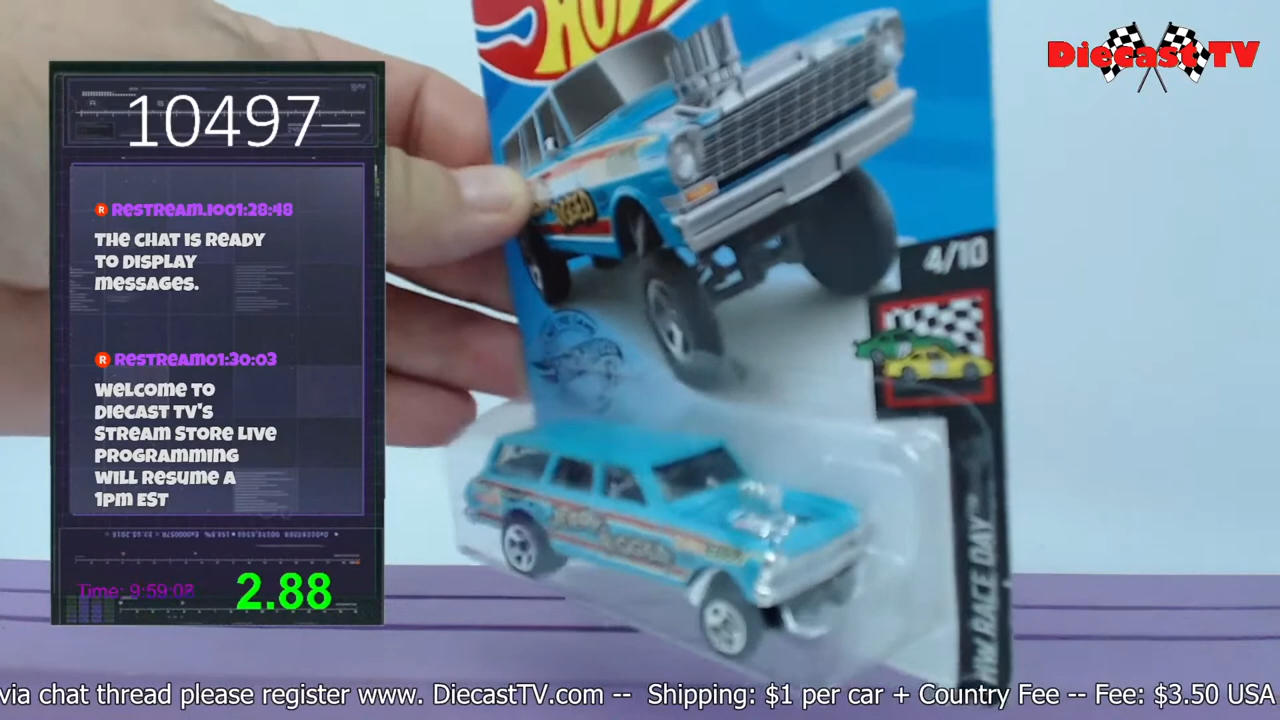 HOT
Diecast TV
10497
Restream.io01:28:48
The chat is ready
to display
messages.
4/10
Restream01:30:03
Welcome to
Diecast TV's
Stream Store Live
Programming
will resume a
1pm EST
Time: 9:59:02
2.88
HW RACE DAY™
via chat thread please register www. DiecastTV.com -- Shipping: $1 per car + Country Fee -- Fee: $3.50 USA